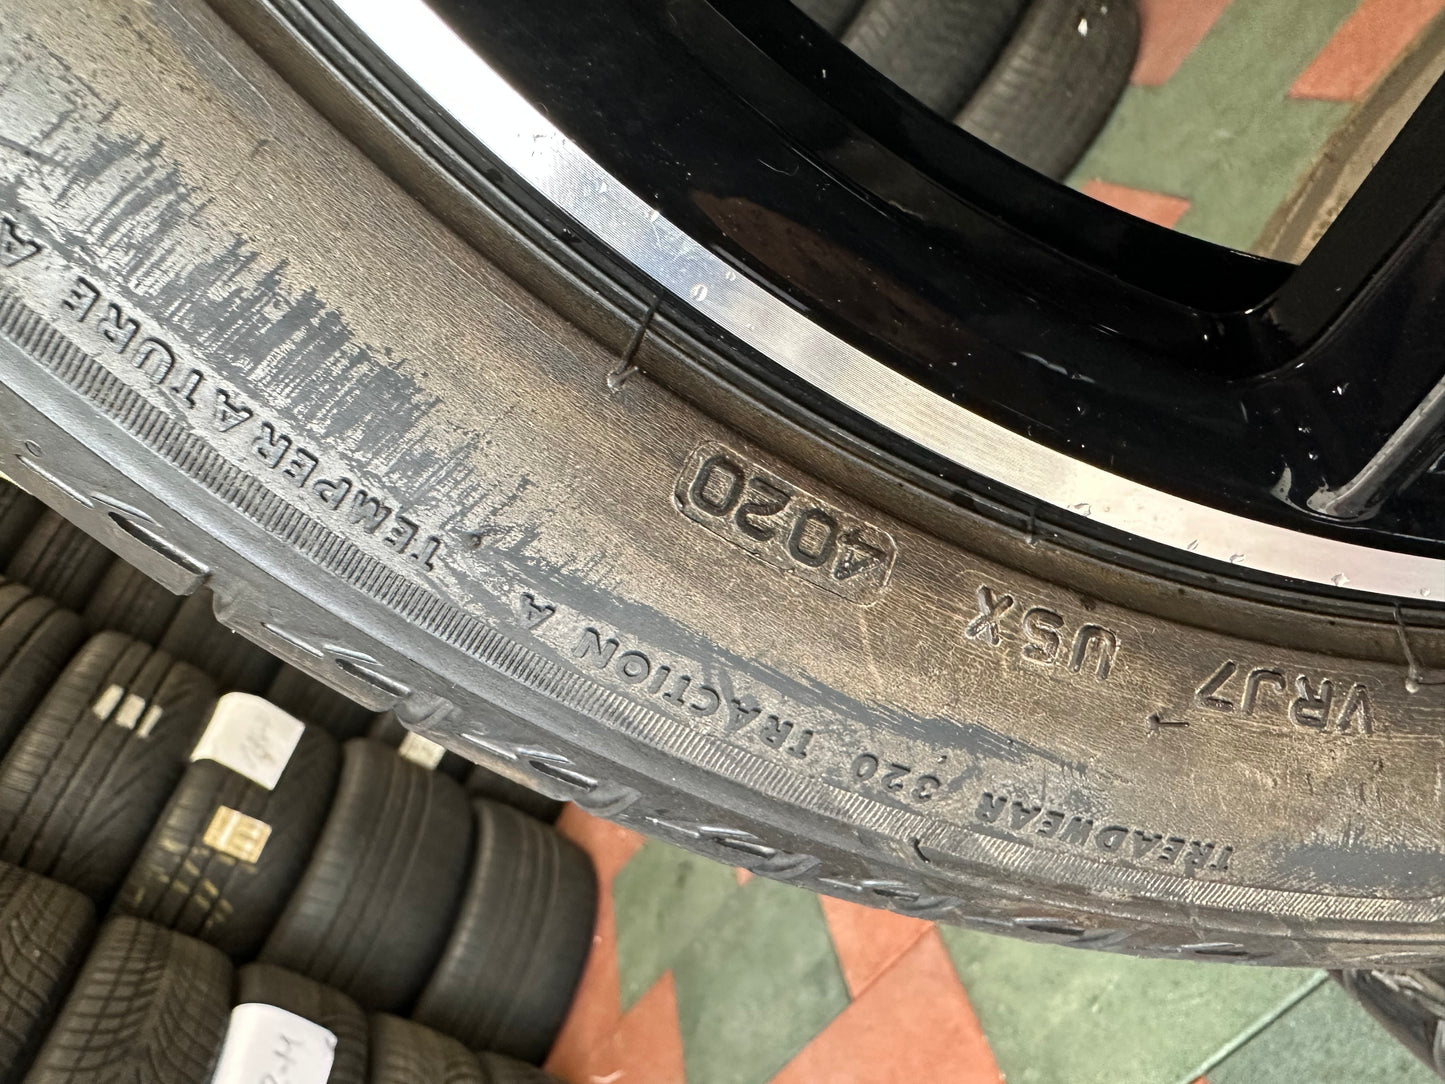 VRJ7 USX 4020
TREADWEAR 320 TRACTION A TEMPERATURE A